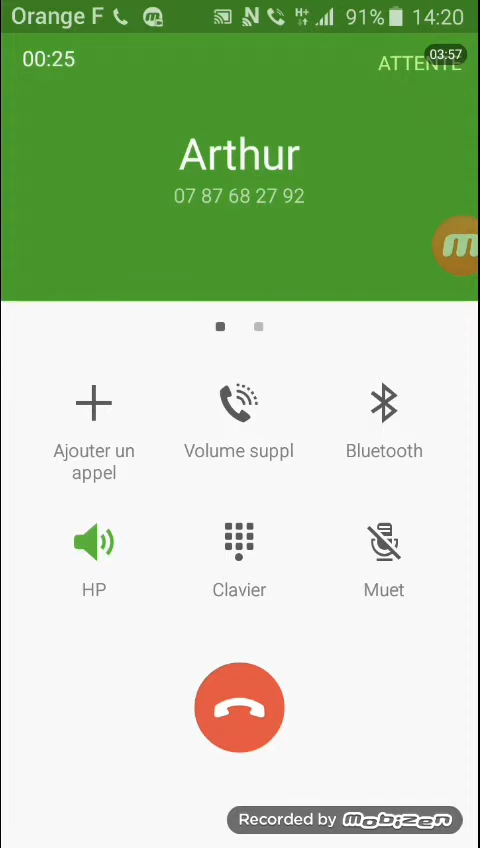 Orange F 91% 14:20
00:25
03:57
ATTENTE
Arthur
07 87 68 27 92
Ajouter un
appel
Volume suppl
Bluetooth
HP
Clavier
Muet
Recorded by mobizen